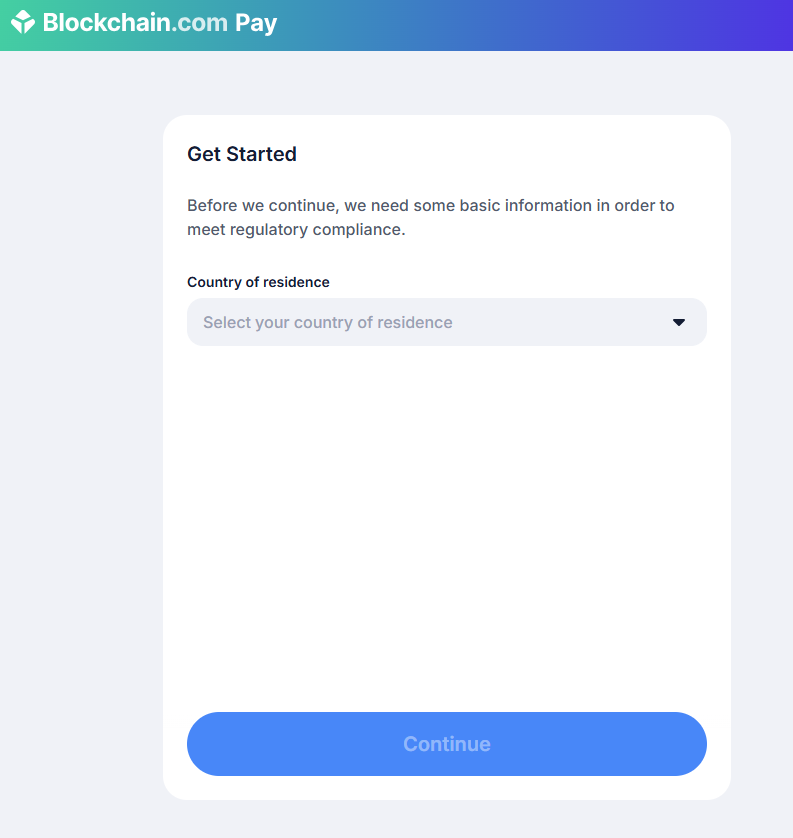 Blockchain.com Pay
Get Started
Before we continue, we need some basic information in order to
meet regulatory compliance.
Country of residence
Select your country of residence
Continue